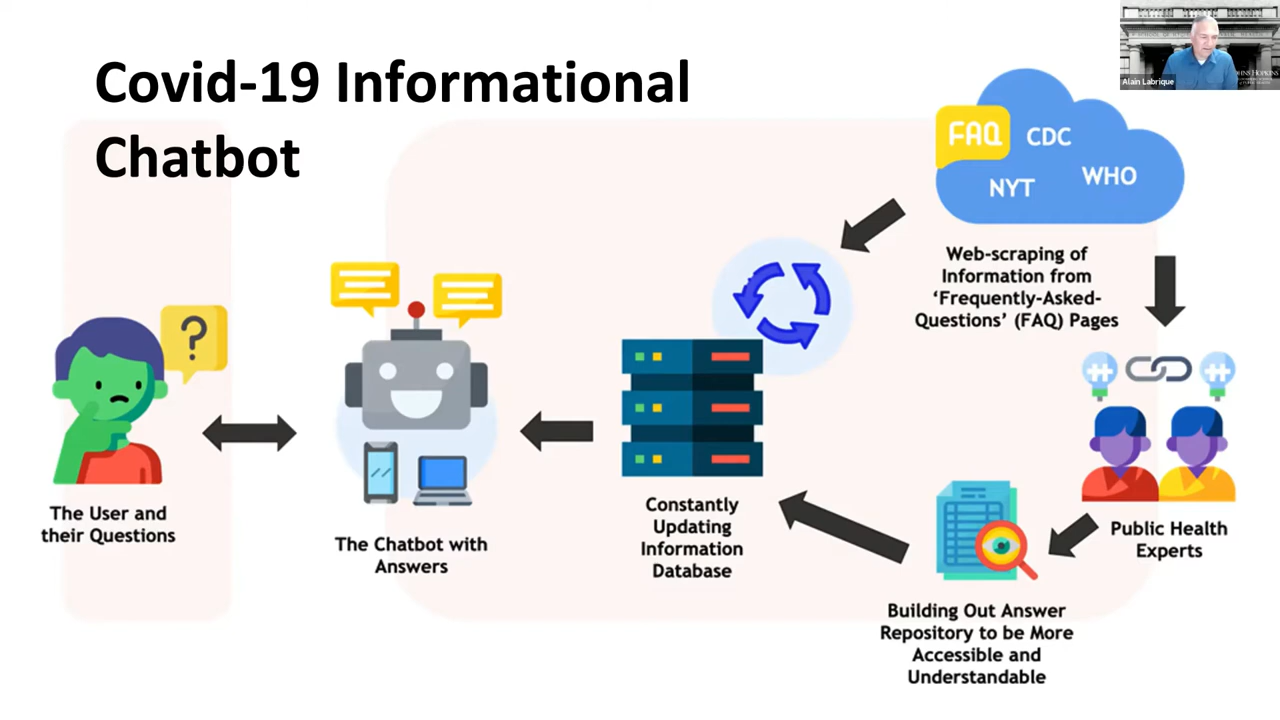 Covid-19 Informational
Chatbot
Alain Labrique
JOHNS HOPKINS
FAQ
CDC
NYT
WHO
Web-scraping of
Information from
‘Frequently-Asked-
Questions’ (FAQ) Pages
?
The User and
their Questions
The Chatbot with
Answers
Constantly
Updating
Information
Database
#
#
Public Health
Experts
Building Out Answer
Repository to be More
Accessible and
Understandable